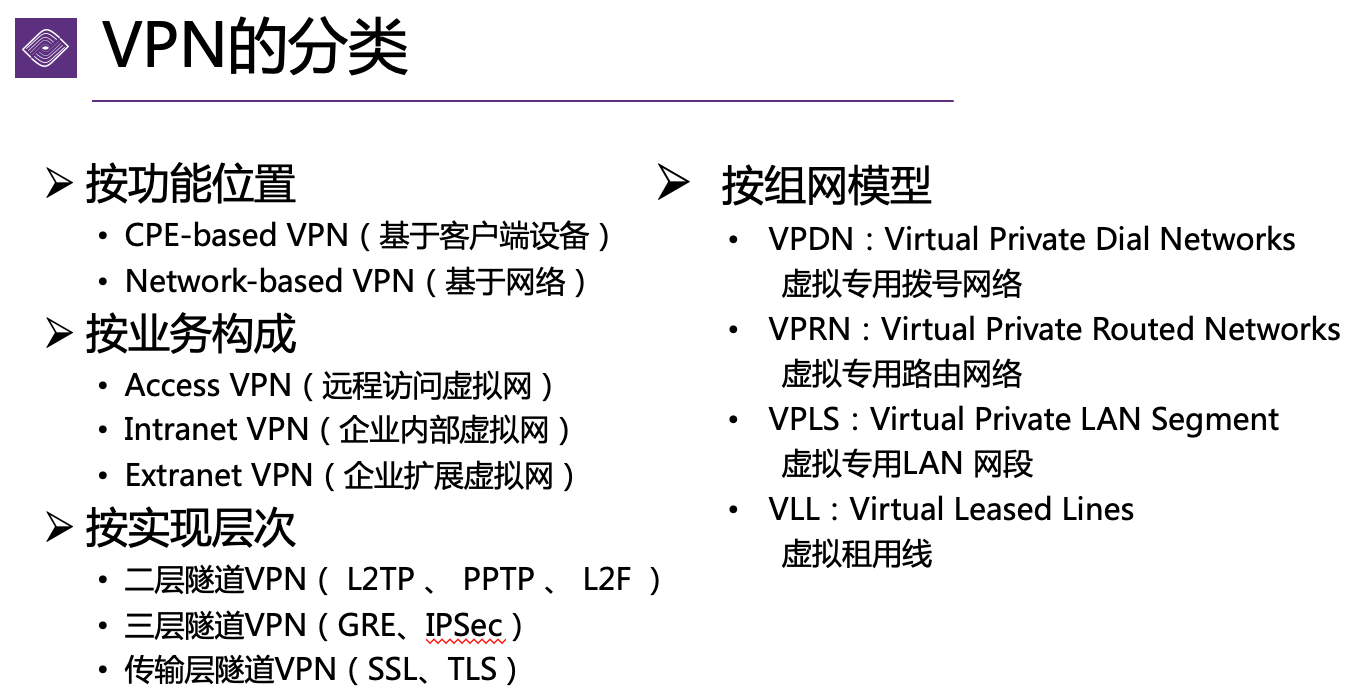 VPN的分类
按功能位置
CPE-based VPN（基于客户端设备）
Network-based VPN（基于网络）
按业务构成
Access VPN（远程访问虚拟网）
Intranet VPN（企业内部虚拟网）
Extranet VPN（企业扩展虚拟网）
按实现层次
二层隧道VPN（ L2TP 、 PPTP 、 L2F ）
三层隧道VPN（GRE、IPSec）
传输层隧道VPN（SSL、TLS）
按组网模型
VPDN：Virtual Private Dial Networks
虚拟专用拨号网络
VPRN：Virtual Private Routed Networks
虚拟专用路由网络
VPLS：Virtual Private LAN Segment
虚拟专用LAN 网段
VLL：Virtual Leased Lines
虚拟租用线